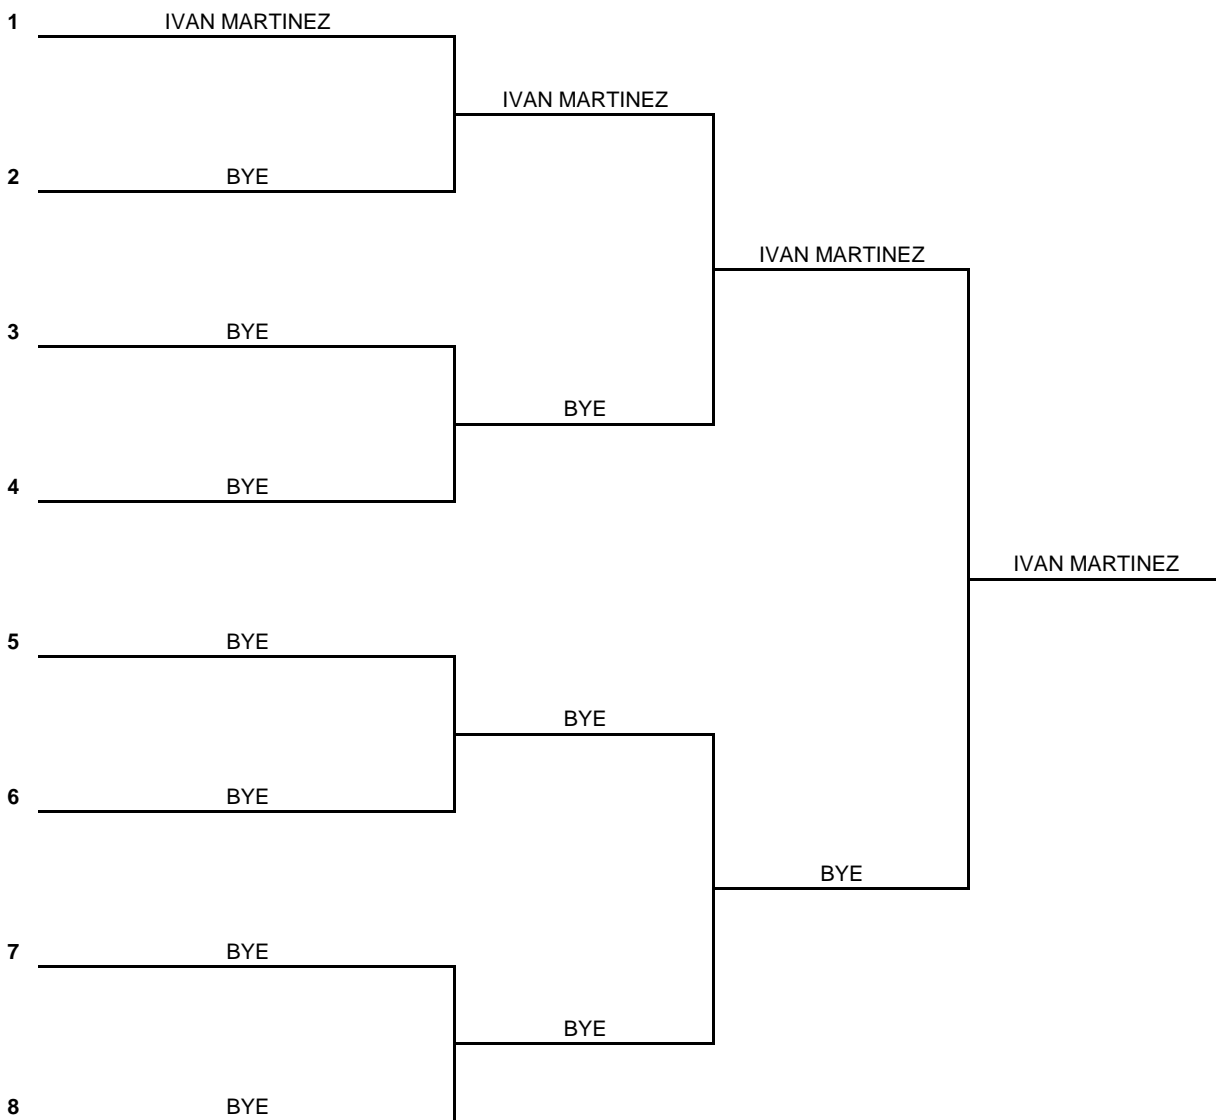 1 IVAN MARTINEZ
IVAN MARTINEZ
2 BYE
IVAN MARTINEZ
3 BYE
BYE
4 BYE
IVAN MARTINEZ
5 BYE
BYE
6 BYE
BYE
7 BYE
BYE
8 BYE